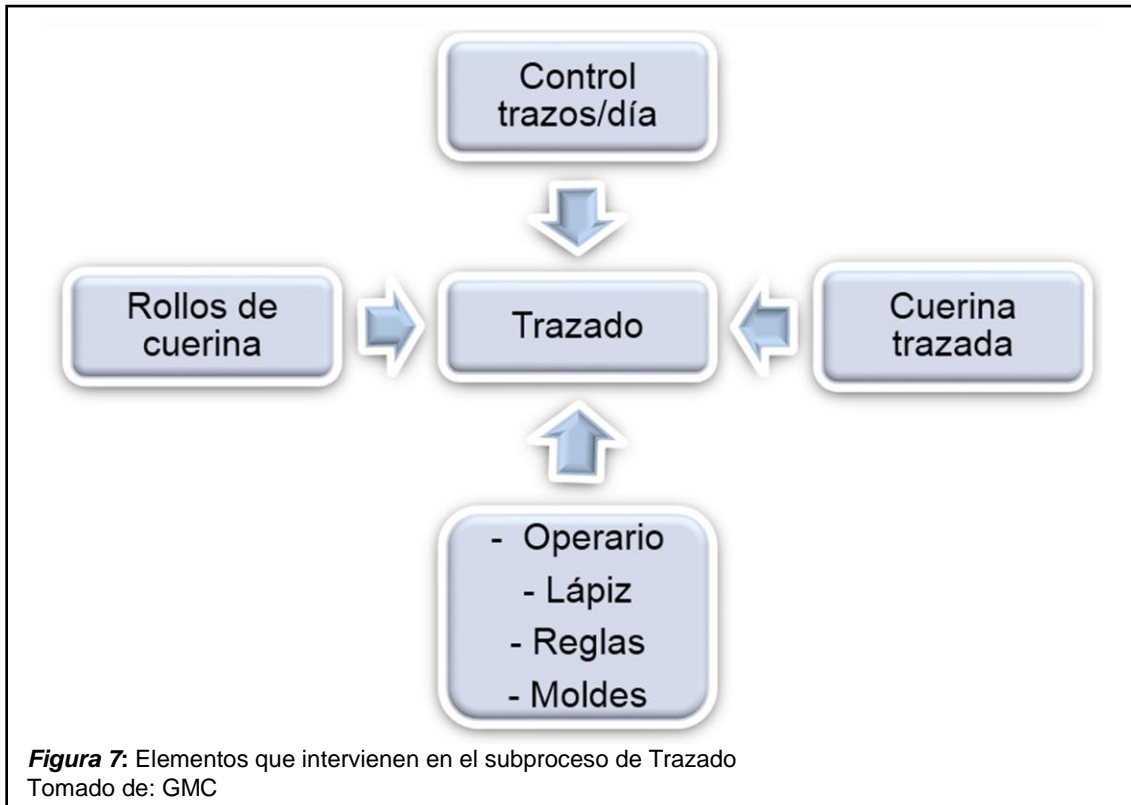 Control
trazos/día
Rollos de
cuerina
Trazado
Cuerina
trazada
- Operario
- Lápiz
- Reglas
- Moldes
Figura 7: Elementos que intervienen en el subproceso de Trazado
Tomado de: GMC